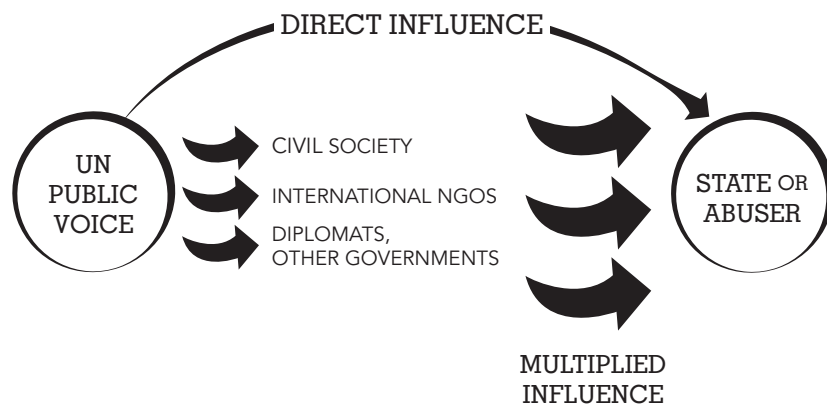 DIRECT INFLUENCE
UN
PUBLIC
VOICE
CIVIL SOCIETY
INTERNATIONAL NGOS
DIPLOMATS,
OTHER GOVERNMENTS
STATE OR
ABUSER
MULTIPLIED
INFLUENCE